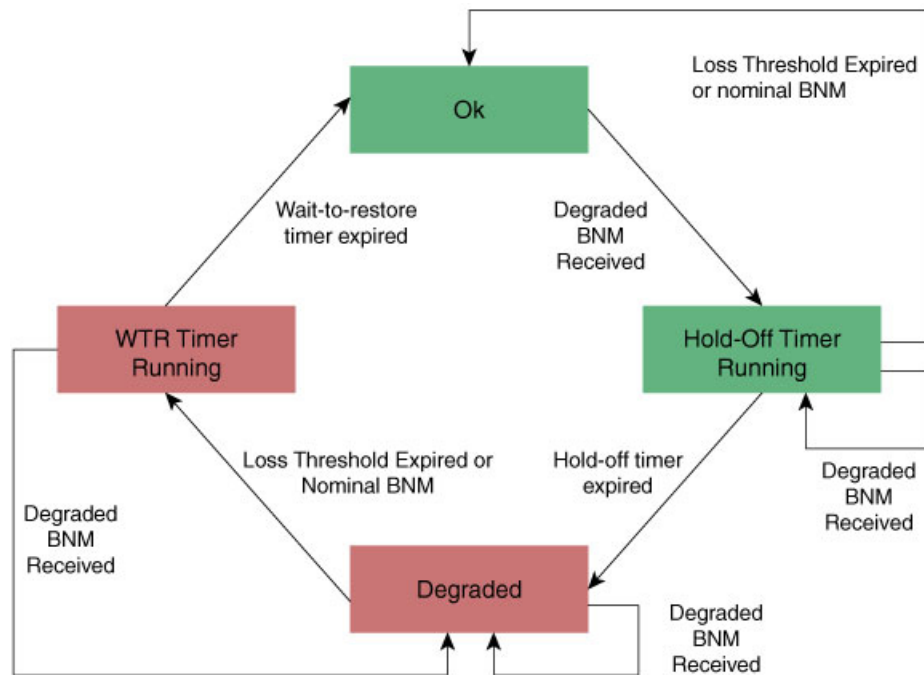 Loss Threshold Expired
or nominal BNM
Ok
Wait-to-restore
timer expired
Degraded
BNM
Received
WTR Timer
Running
Hold-Off Timer
Running
Loss Threshold Expired or
Nominal BNM
Hold-off timer
expired
Degraded
BNM
Received
Degraded
BNM
Received
Degraded
Degraded
BNM
Received